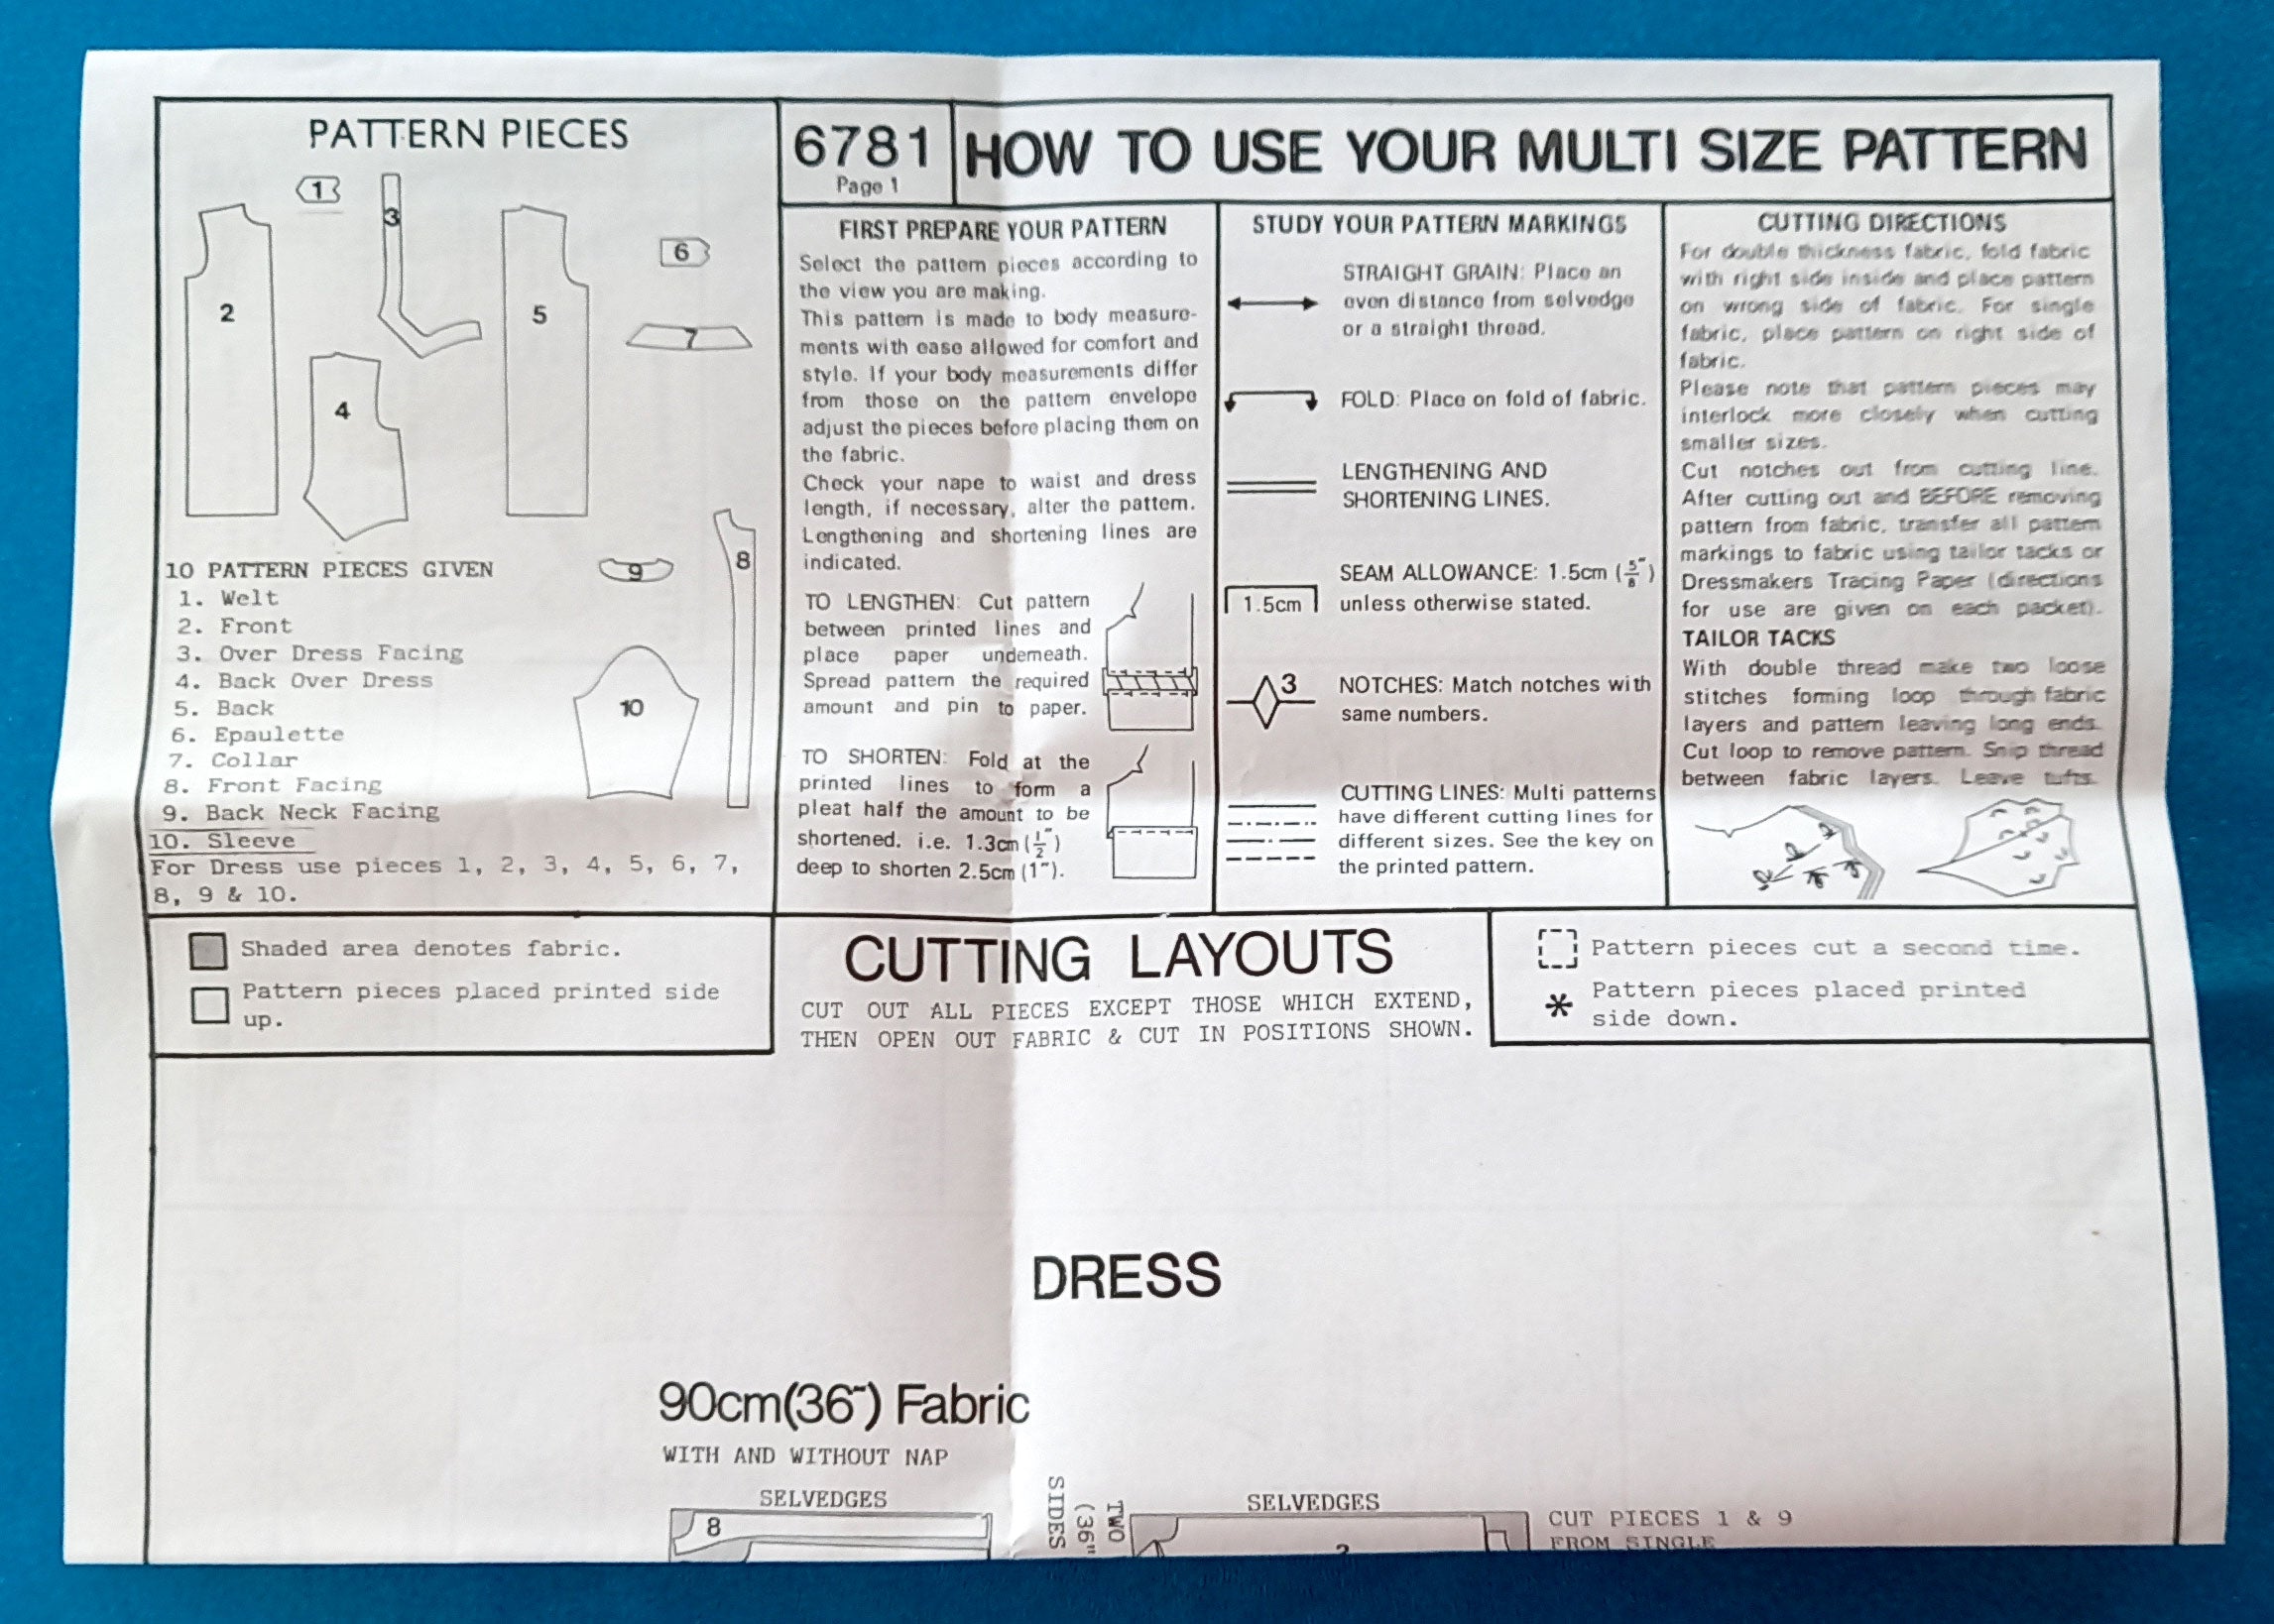 PATTERN PIECES
1
3
2
5
6
7
4
8
9
10
10 PATTERN PIECES GIVEN
1. Welt
2. Front
3. Over Dress Facing
4. Back Over Dress
5. Back
6. Epaulette
7. Collar
8. Front Facing
9. Back Neck Facing
10. Sleeve
For Dress use pieces 1, 2, 3, 4, 5, 6, 7,
8, 9 & 10.
6781
Page 1
HOW TO USE YOUR MULTI SIZE PATTERN
FIRST PREPARE YOUR PATTERN
Select the pattern pieces according to
the view you are making.
This pattern is made to body measure-
ments with ease allowed for comfort and
style. If your body measurements differ
from those on the pattern envelope
adjust the pieces before placing them on
the fabric.
Check your nape to waist and dress
length, if necessary, alter the pattern.
Lengthening and shortening lines are
indicated.
TO LENGTHEN: Cut pattern
between printed lines and
place paper underneath.
Spread pattern the required
amount and pin to paper.
TO SHORTEN: Fold at the
printed lines to form a
pleat half the amount to be
shortened. i.e. 1.3cm (1/2")
deep to shorten 2.5cm (1").
STUDY YOUR PATTERN MARKINGS
STRAIGHT GRAIN: Place an
even distance from selvedge
or a straight thread.
FOLD: Place on fold of fabric.
LENGTHENING AND
SHORTENING LINES.
SEAM ALLOWANCE: 1.5cm (5/8")
1.5cm unless otherwise stated.
3
NOTCHES: Match notches with
same numbers.
CUTTING LINES: Multi patterns
have different cutting lines for
different sizes. See the key on
the printed pattern.
CUTTING DIRECTIONS
For double thickness fabric, fold fabric
with right side inside and place pattern
on wrong side of fabric. For single
fabric, place pattern on right side of
fabric.
Please note that pattern pieces may
interlock more closely when cutting
smaller sizes.
Cut notches out from cutting line.
After cutting out and BEFORE removing
pattern from fabric, transfer all pattern
markings to fabric using tailor tacks or
Dressmakers Tracing Paper (directions
for use are given on each packet).
TAILOR TACKS
With double thread make two loose
stitches forming loop through fabric
layers and pattern leaving long ends.
Cut loop to remove pattern. Snip thread
between fabric layers. Leave tufts.
Shaded area denotes fabric.
Pattern pieces placed printed side
up.
CUTTING LAYOUTS
CUT OUT ALL PIECES EXCEPT THOSE WHICH EXTEND,
THEN OPEN OUT FABRIC & CUT IN POSITIONS SHOWN.
Pattern pieces cut a second time.
* Pattern pieces placed printed
side down.
DRESS
90cm(36") Fabric
WITH AND WITHOUT NAP
SELVEDGES
8
TWO
(36"
SIDES
SELVEDGES
CUT PIECES 1 & 9
FROM SINGLE